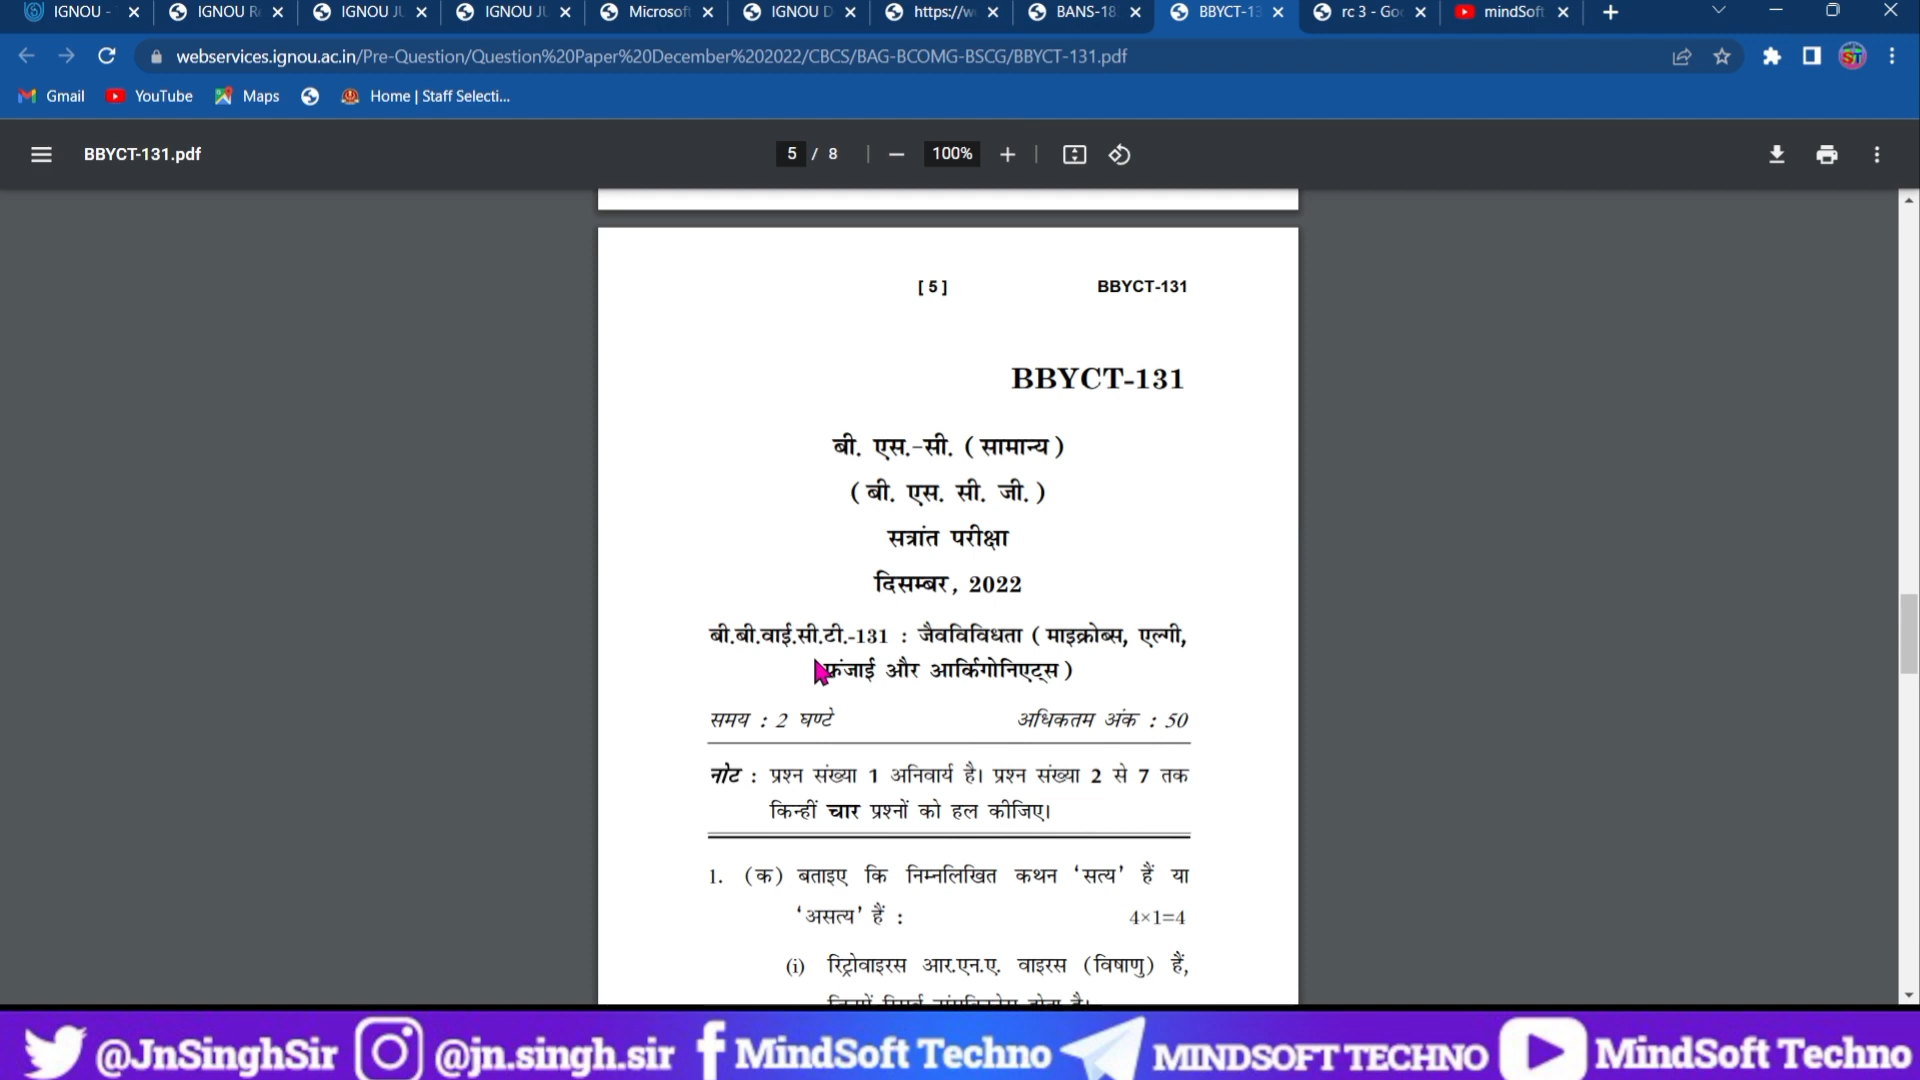 IGNOU -
IGNOU R
IGNOU JU
IGNOU JU
Microsoft
IGNOU D
https://w
BANS-18
BBYCT-13
rc 3 - Goo
mindSoft
webservices.ignou.ac.in/Pre-Question/Question%20Paper%20December%202022/CBCS/BAG-BCOMG-BSCG/BBYCT-131.pdf
ST
Gmail YouTube Maps Home | Staff Selecti...
BBYCT-131.pdf 5 / 8 100%
[ 5 ] BBYCT-131
BBYCT-131
बी. एस.-सी. ( सामान्य )
( बी. एस. सी. जी. )
सत्रांत परीक्षा
दिसम्बर, 2022
बी.बी.वाई.सी.टी.-131 : जैवविविधता ( माइक्रोब्स, एल्गी,
फ़ंजाई और आर्किगोनिएट्स )
समय : 2 घण्टे अधिकतम अंक : 50
नोट : प्रश्न संख्या 1 अनिवार्य है। प्रश्न संख्या 2 से 7 तक
किन्हीं चार प्रश्नों को हल कीजिए।
1. (क) बताइए कि निम्नलिखित कथन ‘सत्य’ हैं या
‘असत्य’ हैं : 4×1=4
(i) रिट्रोवाइरस आर.एन.ए. वाइरस (विषाणु) हैं,
@JnSinghSir @jn.singh.sir MindSoft Techno MINDSOFT TECHNO MindSoft Techno